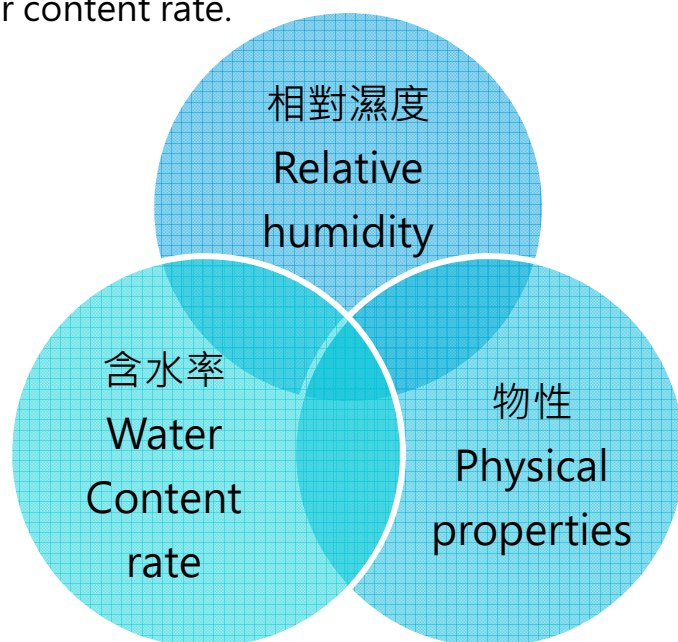 r content rate.
相對濕度
Relative
humidity
含水率
Water
Content
rate
物性
Physical
properties